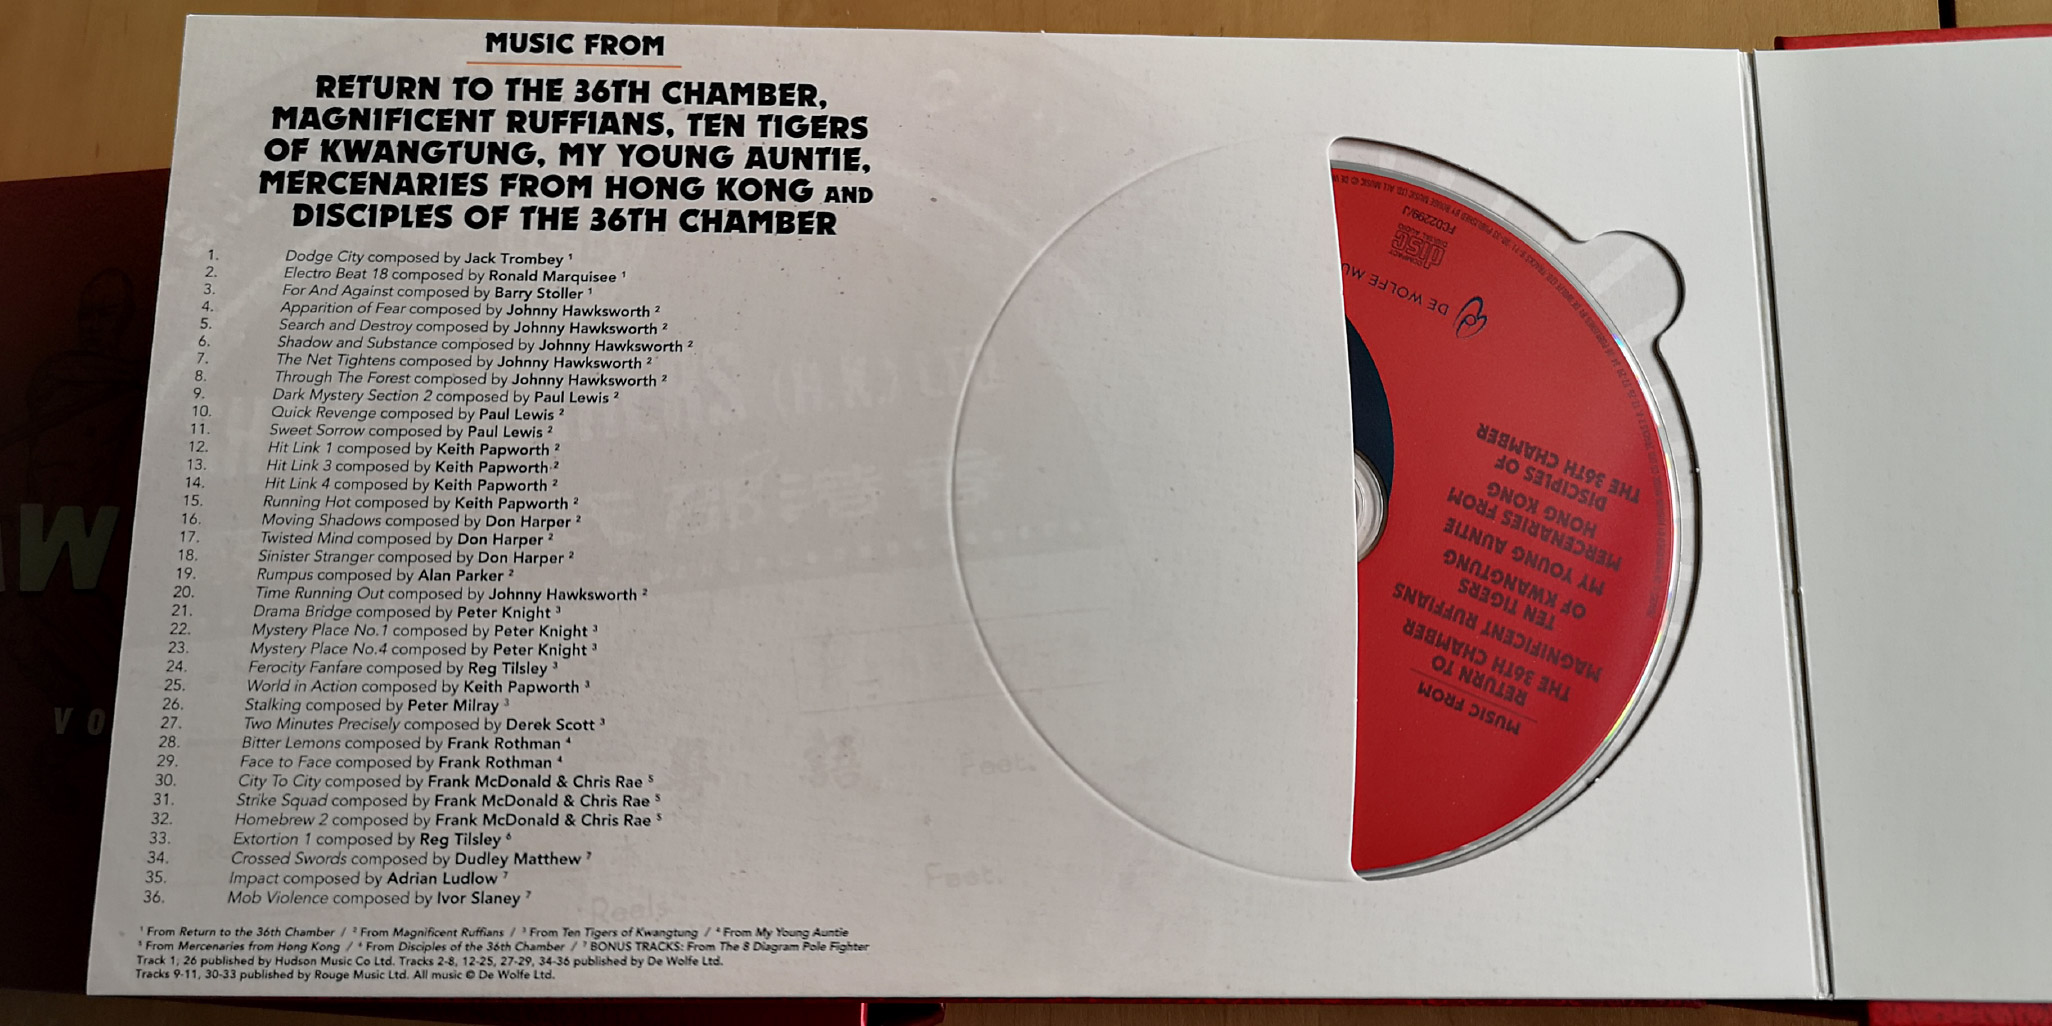 MUSIC FROM
RETURN TO THE 36TH CHAMBER,
MAGNIFICENT RUFFIANS, TEN TIGERS
OF KWANGTUNG, MY YOUNG AUNTIE,
MERCENARIES FROM HONG KONG AND
DISCIPLES OF THE 36TH CHAMBER
1. Dodge City composed by Jack Trombey ¹
2. Electro Beat 18 composed by Ronald Marquisee ¹
3. For And Against composed by Barry Stoller ¹
4. Apparition of Fear composed by Johnny Hawksworth ²
5. Search and Destroy composed by Johnny Hawksworth ²
6. Shadow and Substance composed by Johnny Hawksworth ²
7. The Net Tightens composed by Johnny Hawksworth ²
8. Through The Forest composed by Johnny Hawksworth ²
9. Dark Mystery Section 2 composed by Paul Lewis ²
10. Quick Revenge composed by Paul Lewis ²
11. Sweet Sorrow composed by Paul Lewis ²
12. Hit Link 1 composed by Keith Papworth ²
13. Hit Link 3 composed by Keith Papworth ²
14. Hit Link 4 composed by Keith Papworth ²
15. Running Hot composed by Keith Papworth ²
16. Moving Shadows composed by Don Harper ²
17. Twisted Mind composed by Don Harper ²
18. Sinister Stranger composed by Don Harper ²
19. Rumpus composed by Alan Parker ²
20. Time Running Out composed by Johnny Hawksworth ²
21. Drama Bridge composed by Peter Knight ³
22. Mystery Place No.1 composed by Peter Knight ³
23. Mystery Place No.4 composed by Peter Knight ³
24. Ferocity Fanfare composed by Reg Tilsley ³
25. World in Action composed by Keith Papworth ³
26. Stalking composed by Peter Milray ³
27. Two Minutes Precisely composed by Derek Scott ³
28. Bitter Lemons composed by Frank Rothman ⁴
29. Face to Face composed by Frank Rothman ⁴
30. City To City composed by Frank McDonald & Chris Rae ⁵
31. Strike Squad composed by Frank McDonald & Chris Rae ⁵
32. Homebrew 2 composed by Frank McDonald & Chris Rae ⁵
33. Extortion 1 composed by Reg Tilsley ⁶
34. Crossed Swords composed by Dudley Matthew ⁷
35. Impact composed by Adrian Ludlow ⁷
36. Mob Violence composed by Ivor Slaney ⁷
¹ From Return to the 36th Chamber / ² From Magnificent Ruffians / ³ From Ten Tigers of Kwangtung / ⁴ From My Young Auntie
⁵ From Mercenaries from Hong Kong / ⁶ From Disciples of the 36th Chamber / ⁷ BONUS TRACKS: From The 8 Diagram Pole Fighter
Track 1, 26 published by Hudson Music Co Ltd. Tracks 2-8, 12-25, 27-29, 34-36 published by De Wolfe Ltd.
Tracks 9-11, 30-33 published by Rouge Music Ltd. All music © De Wolfe Ltd.
Feet.
Feet.
Reels
W
VO
MUSIC FROM
RETURN TO
THE 36TH CHAMBER
MAGNIFICENT RUFFIANS
TEN TIGERS
OF KWANGTUNG
MY YOUNG AUNTIE
MERCENARIES FROM
HONG KONG
DISCIPLES OF
THE 36TH CHAMBER
DE WOLFE MU
COMPACT
disc
DIGITAL AUDIO